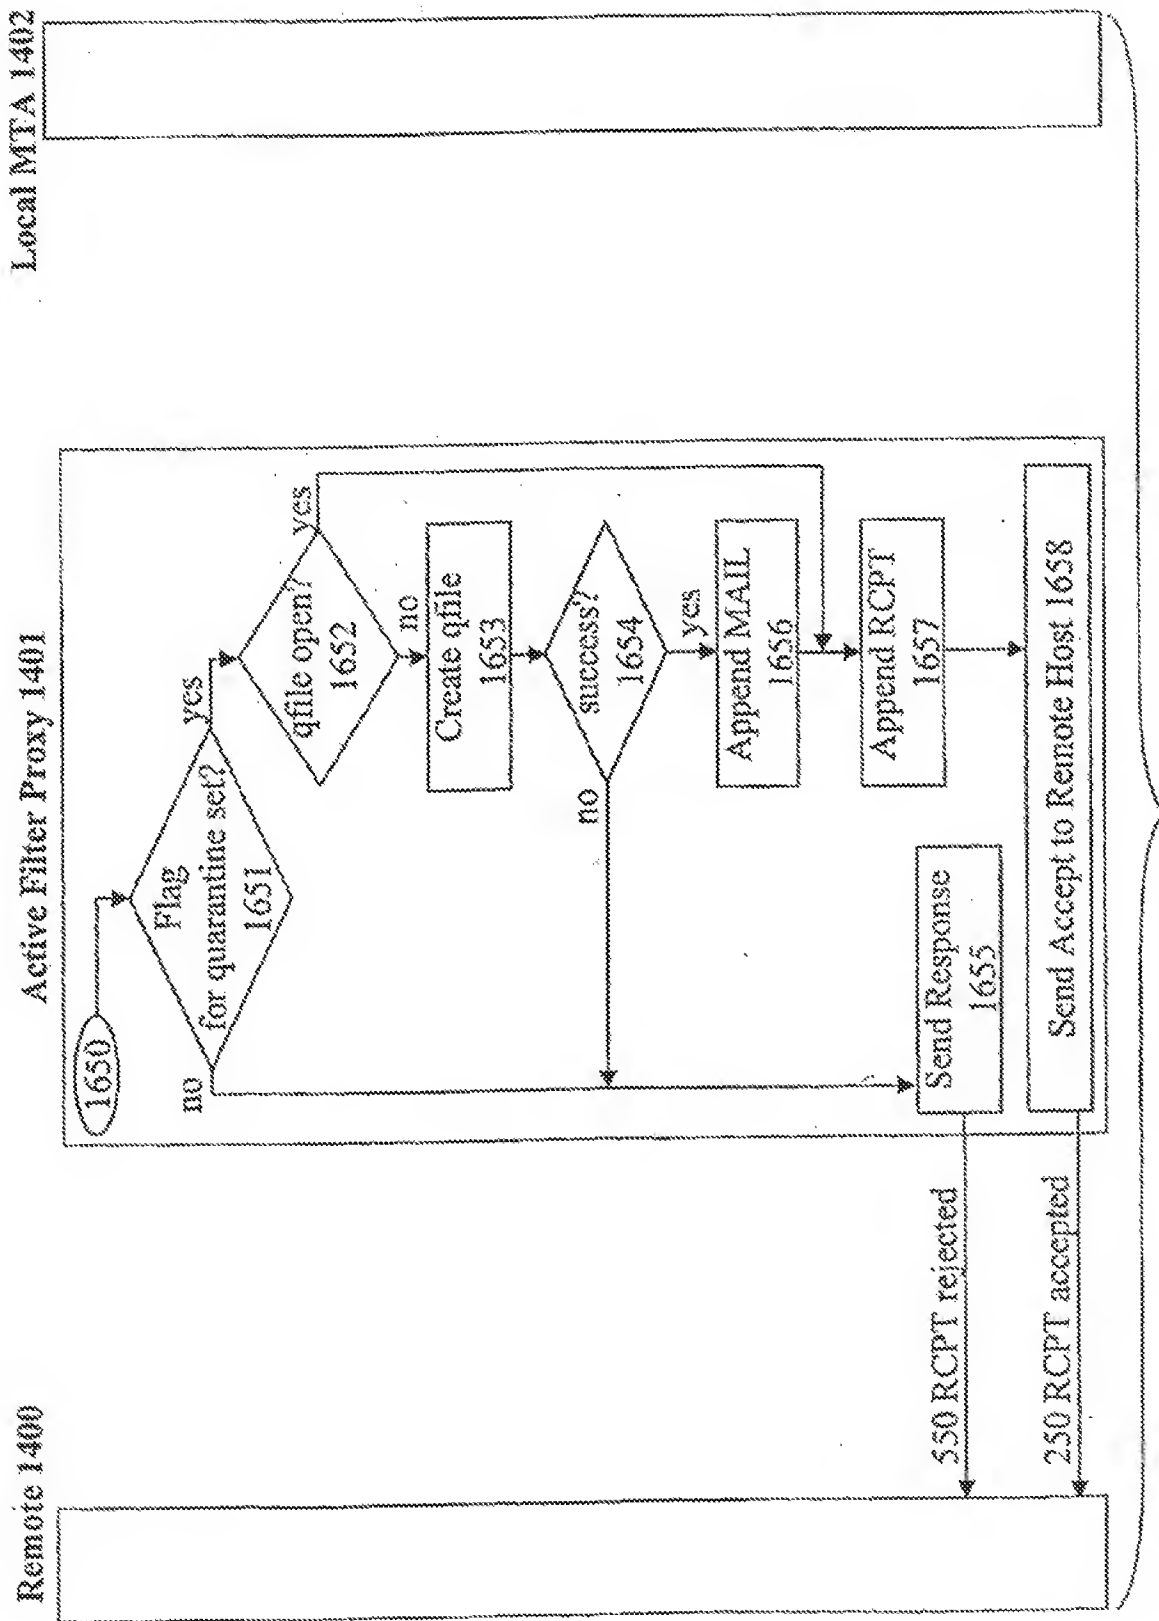 Remote 1400
Active Filter Proxy 1401
Local MTA 1402
1650
Flag
for quarantine set?
1651
yes
no
qfile open?
1652
yes
no
Create qfile
1653
success?
1654
no
yes
Append MAIL
1656
Append RCPT
1657
Send Response
1655
550 RCPT rejected
Send Accept to Remote Host 1658
250 RCPT accepted